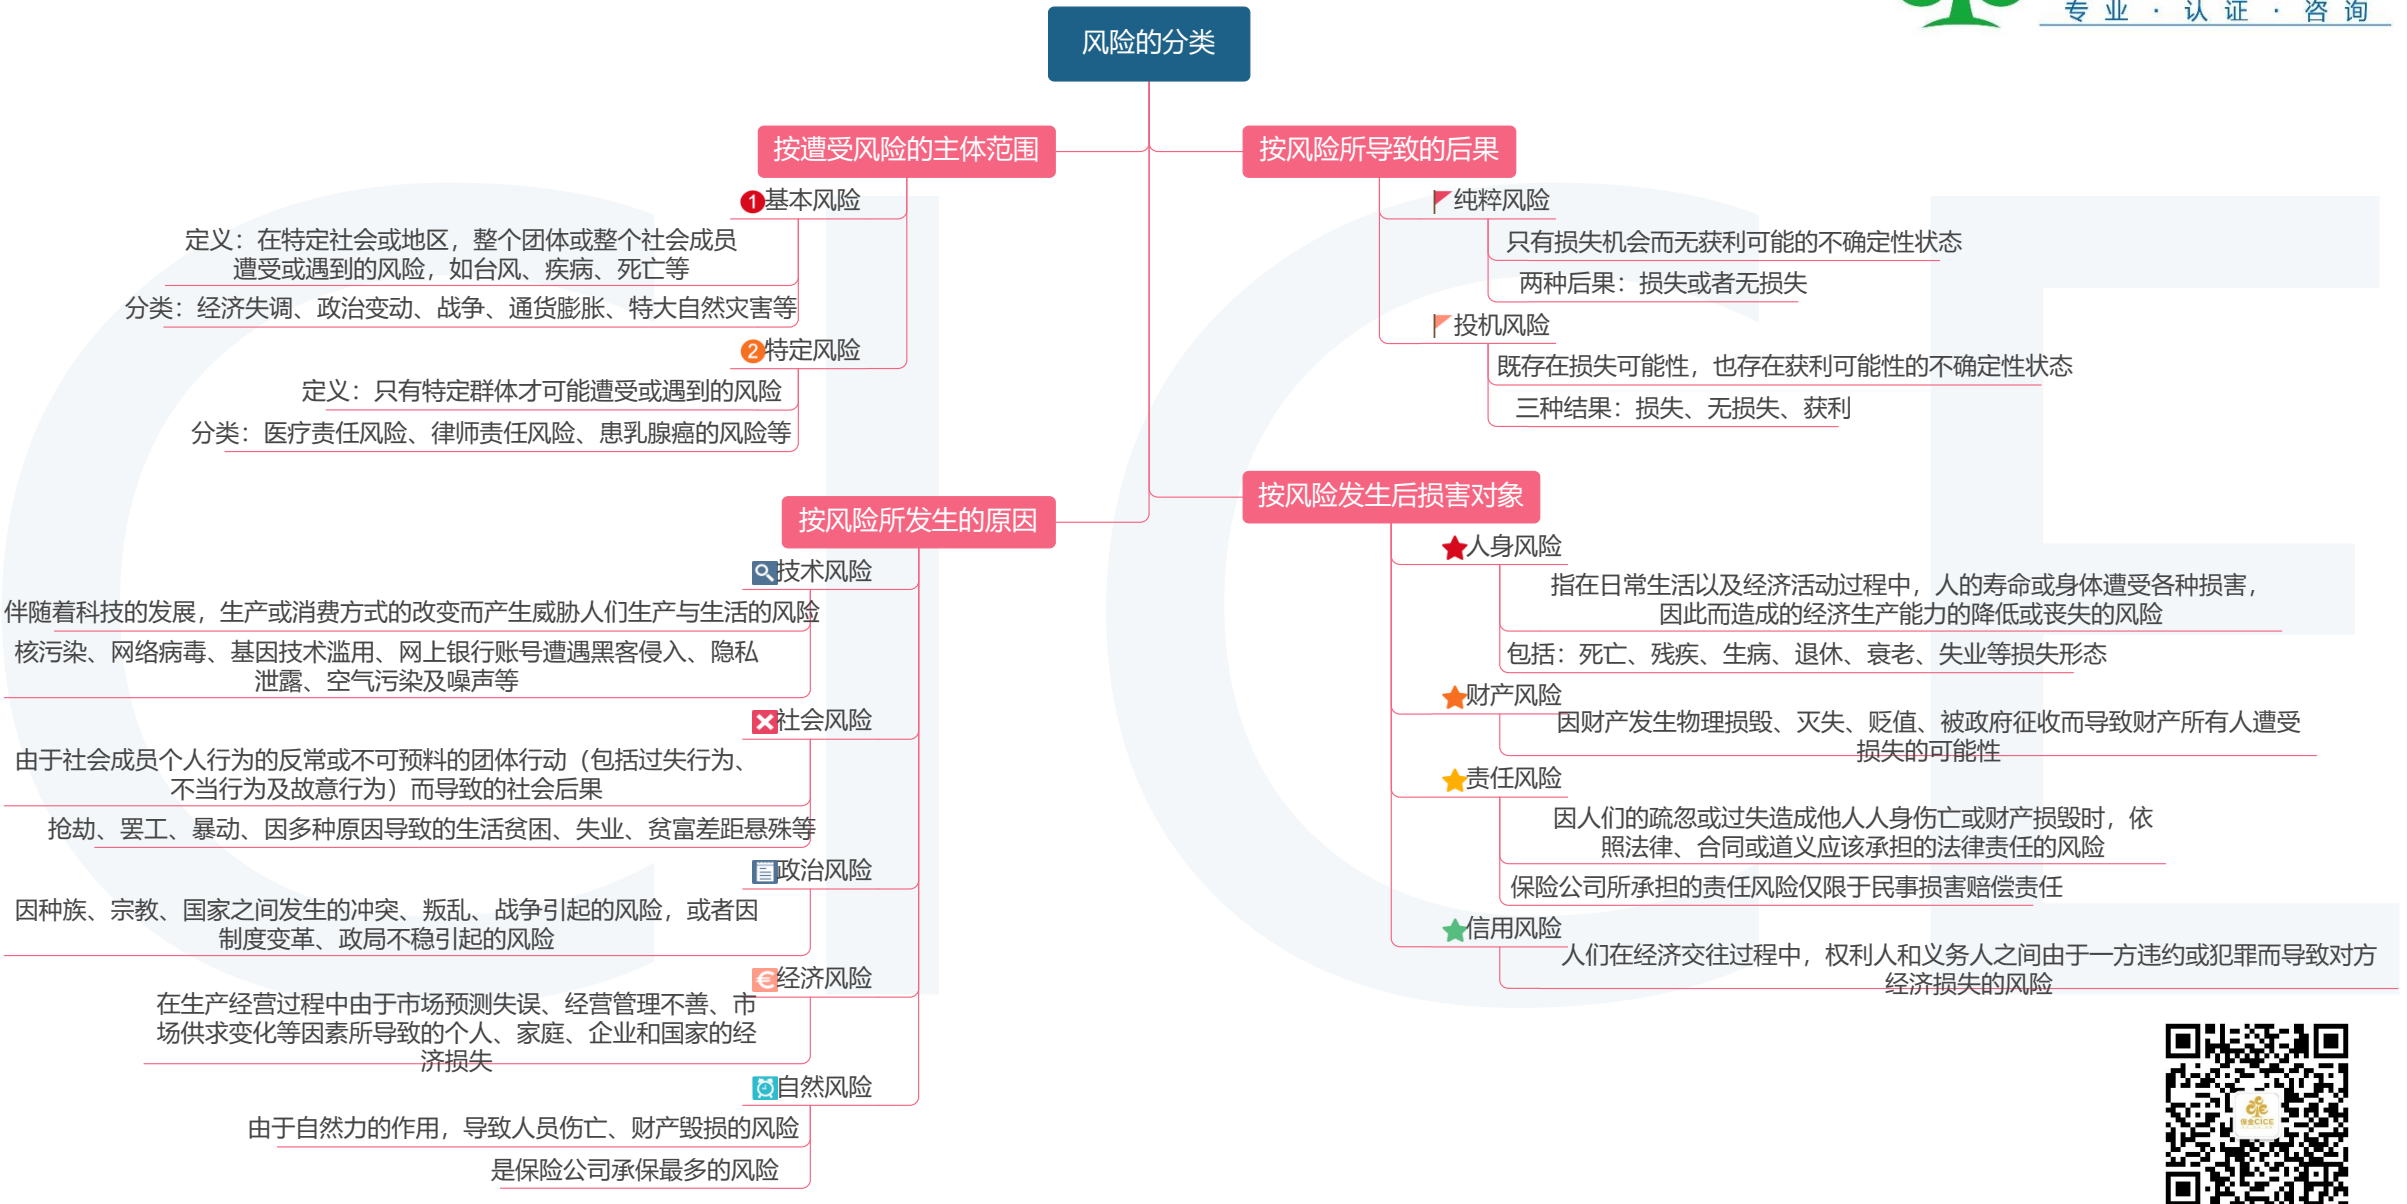 专业·认证·咨询
风险的分类
按遭受风险的主体范围
1基本风险
定义：在特定社会或地区，整个团体或整个社会成员
遭受或遇到的风险，如台风、疾病、死亡等
分类：经济失调、政治变动、战争、通货膨胀、特大自然灾害等
2特定风险
定义：只有特定群体才可能遭受或遇到的风险
分类：医疗责任风险、律师责任风险、患乳腺癌的风险等
按风险所导致的后果
纯粹风险
只有损失机会而无获利可能的不确定性状态
两种后果：损失或者无损失
投机风险
既存在损失可能性，也存在获利可能性的不确定性状态
三种结果：损失、无损失、获利
按风险所发生的原因
技术风险
伴随着科技的发展，生产或消费方式的改变而产生威胁人们生产与生活的风险
核污染、网络病毒、基因技术滥用、网上银行账号遭遇黑客侵入、隐私
泄露、空气污染及噪声等
社会风险
由于社会成员个人行为的反常或不可预料的团体行动（包括过失行为、
不当行为及故意行为）而导致的社会后果
抢劫、罢工、暴动、因多种原因导致的生活贫困、失业、贫富差距悬殊等
政治风险
因种族、宗教、国家之间发生的冲突、叛乱、战争引起的风险，或者因
制度变革、政局不稳引起的风险
€经济风险
在生产经营过程中由于市场预测失误、经营管理不善、市
场供求变化等因素所导致的个人、家庭、企业和国家的经
济损失
自然风险
由于自然力的作用，导致人员伤亡、财产毁损的风险
是保险公司承保最多的风险
按风险发生后损害对象
人身风险
指在日常生活以及经济活动过程中，人的寿命或身体遭受各种损害，
因此而造成的经济生产能力的降低或丧失的风险
包括：死亡、残疾、生病、退休、衰老、失业等损失形态
财产风险
因财产发生物理损毁、灭失、贬值、被政府征收而导致财产所有人遭受
损失的可能性
责任风险
因人们的疏忽或过失造成他人人身伤亡或财产损毁时，依
照法律、合同或道义应该承担的法律责任的风险
保险公司所承担的责任风险仅限于民事损害赔偿责任
信用风险
人们在经济交往过程中，权利人和义务人之间由于一方违约或犯罪而导致对方
经济损失的风险
CICE
保金CICE